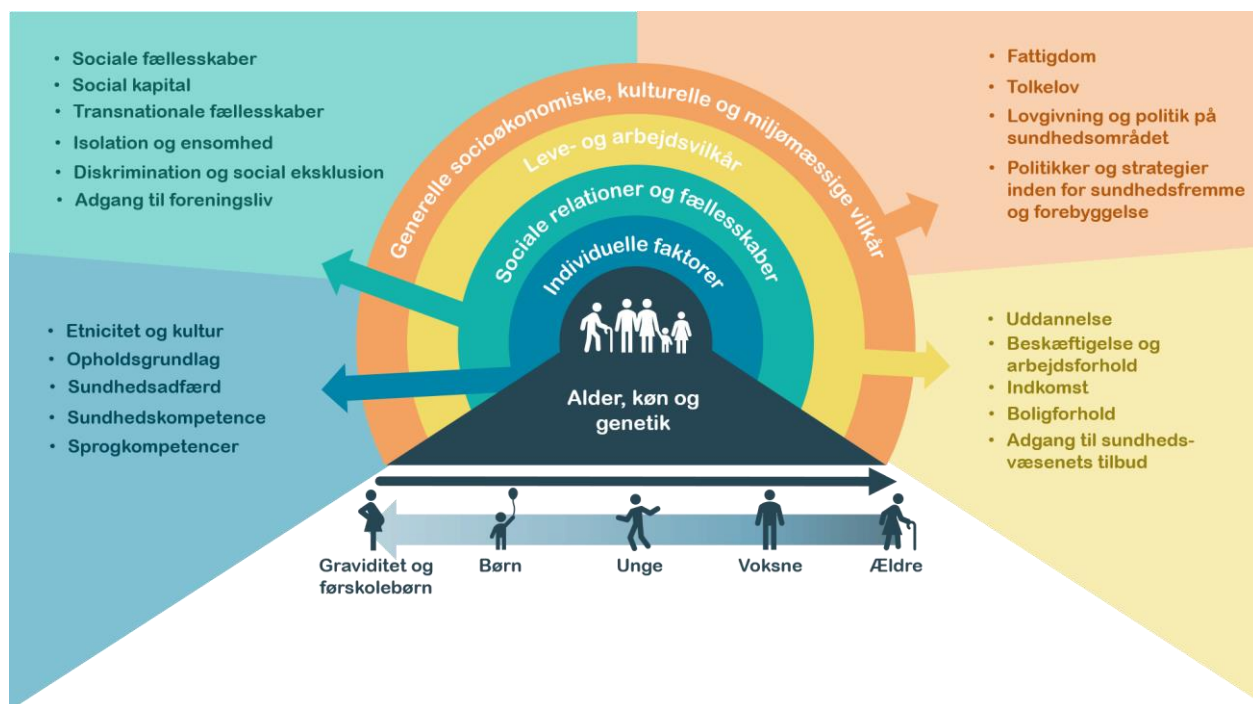 • Sociale fællesskaber
• Social kapital
• Transnationale fællesskaber
• Isolation og ensomhed
• Diskrimination og social eksklusion
• Adgang til foreningsliv
• Etnicitet og kultur
• Opholdsgrundlag
• Sundhedsadfærd
• Sundhedskompetence
• Sprogkompetencer
Generelle socioøkonomiske, kulturelle og miljømæssige vilkår
Leve- og arbejdsvilkår
Sociale relationer og fællesskaber
Individuelle faktorer
Alder, køn og
genetik
• Fattigdom
• Tolkelov
• Lovgivning og politik på
sundhedsområdet
• Politikker og strategier
inden for sundhedsfremme
og forebyggelse
• Uddannelse
• Beskæftigelse og
arbejdsforhold
• Indkomst
• Boligforhold
• Adgang til sundheds-
væsenets tilbud
Graviditet og
førskolebørn
Børn
Unge
Voksne
Ældre